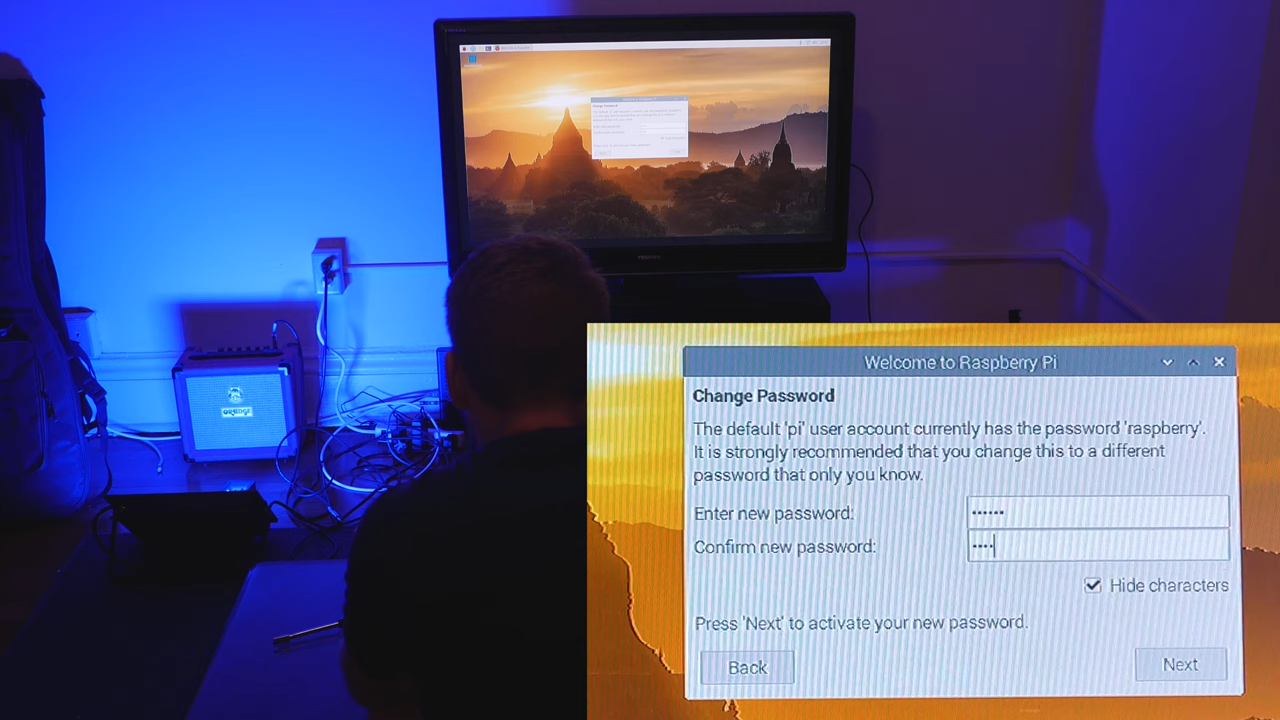 ORANGE
Welcome to Raspberry Pi
Change Password
The default 'pi' user account currently has the password 'raspberry'.
It is strongly recommended that you change this to a different
password that only you know.
Enter new password: ••••••
Confirm new password: ••••
Hide characters
Press 'Next' to activate your new password.
Back
Next